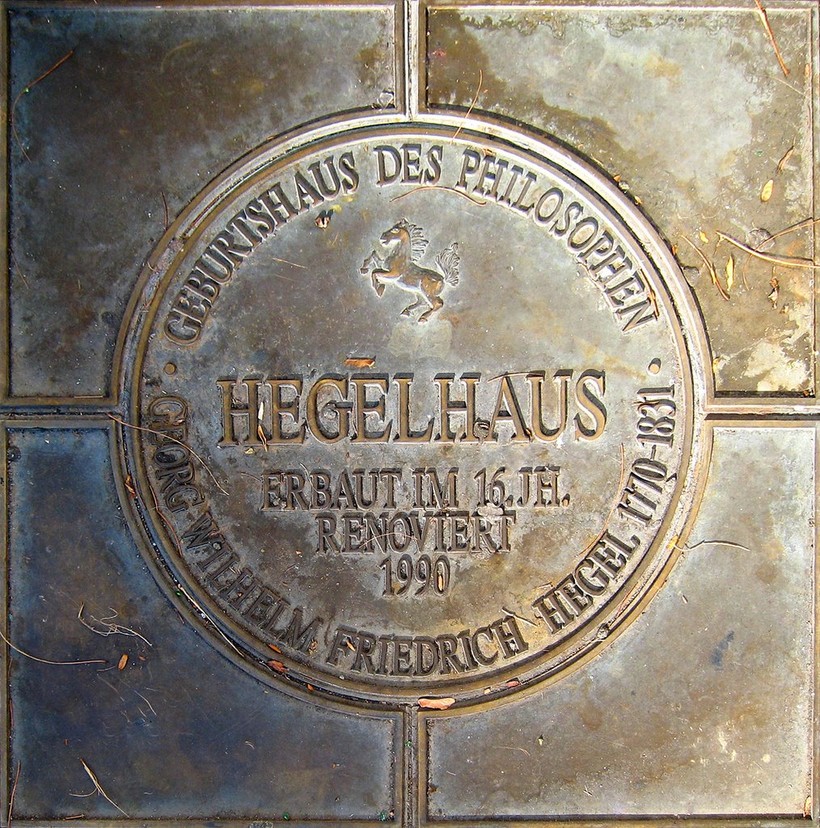 GEBURTSHAUS DES PHILOSOPHEN
HEGELHAUS
ERBAUT IM 16. JH.
RENOVIERT
1990
GEORG WILHELM FRIEDRICH HEGEL 1770-1831